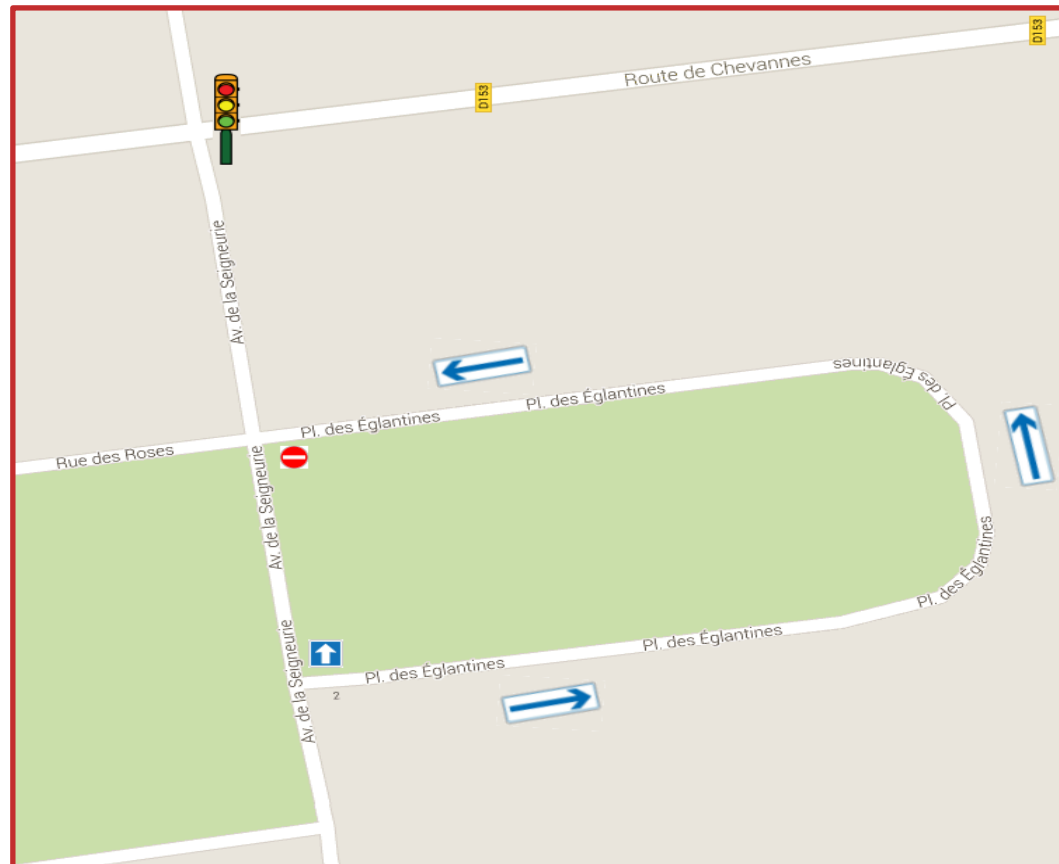 D153
Route de Chevannes
D153
Av. de la Seigneurie
Pl. des Églantines
Pl. des Églantines
Pl. des Églantines
Rue des Roses
Av. de la Seigneurie
Pl. des Églantines
Pl. des Églantines
Av. de la Seigneurie
Pl. des Églantines
2